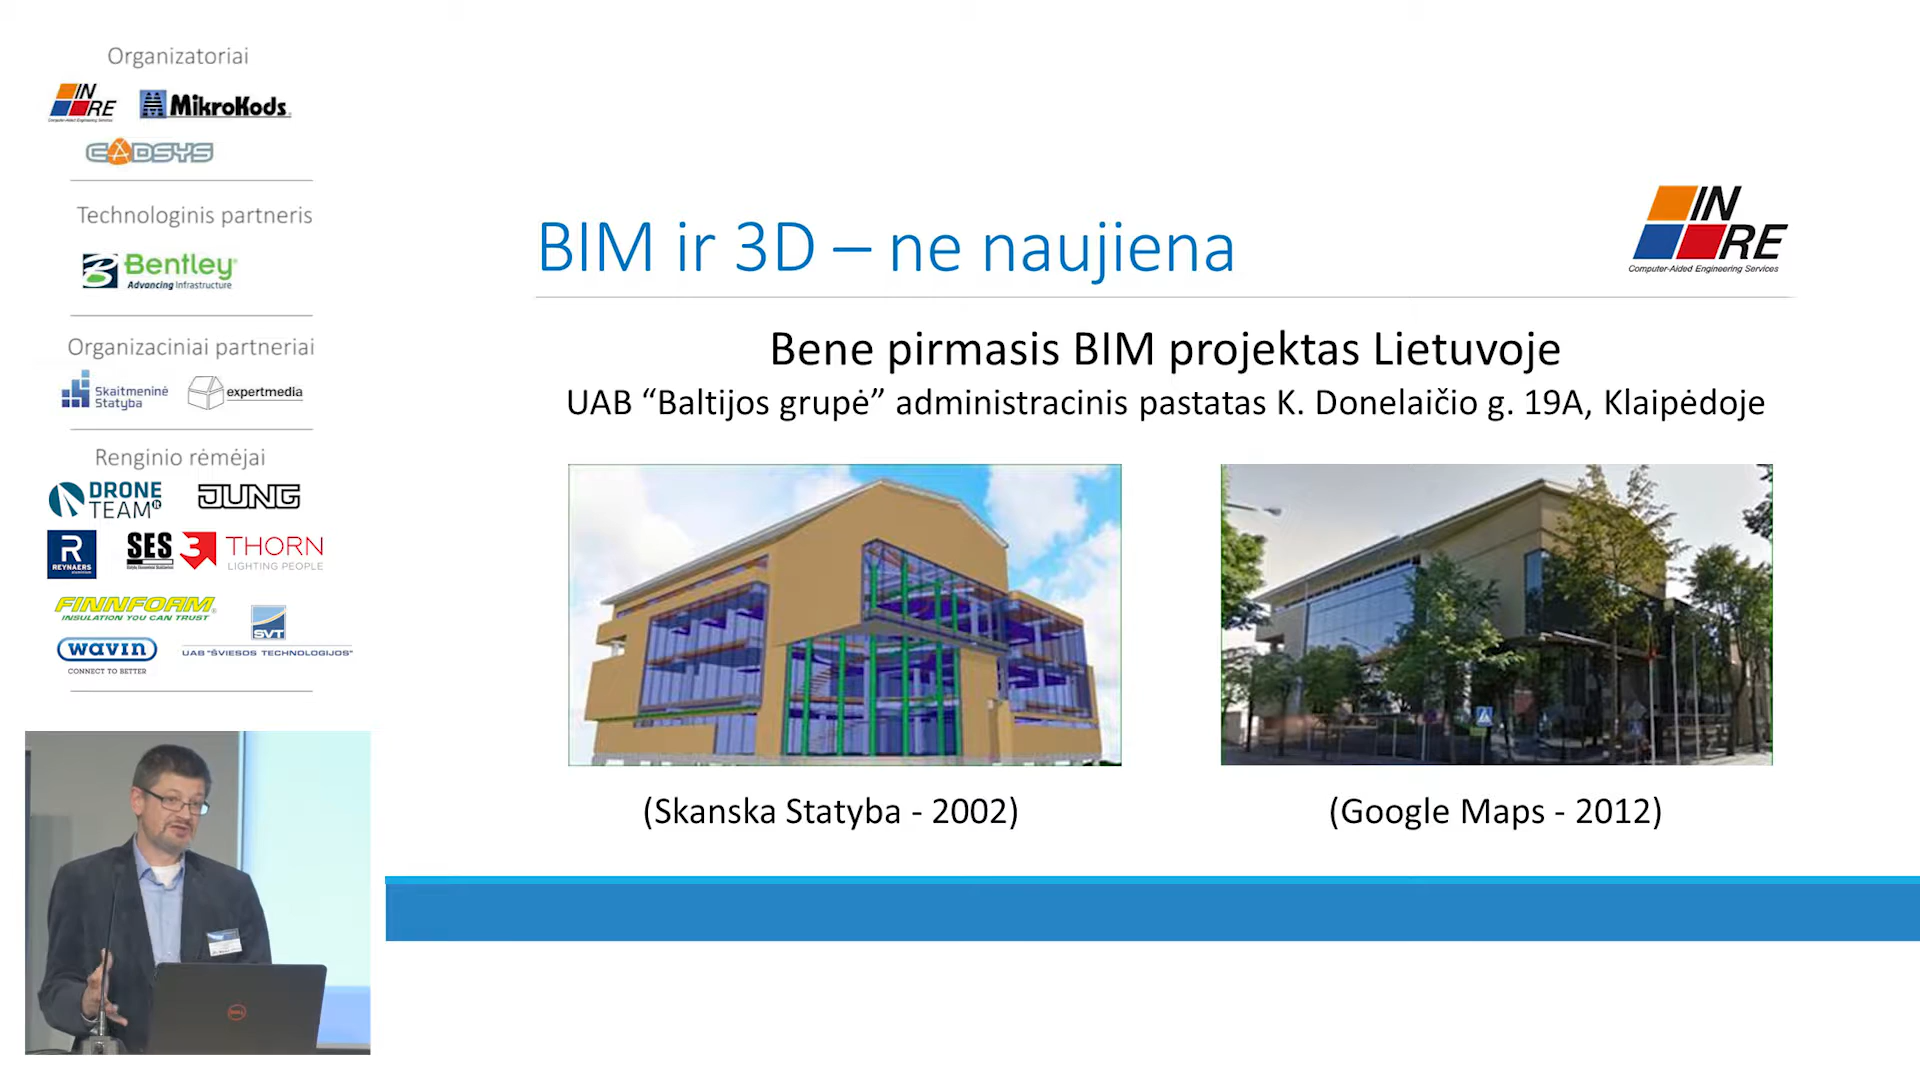 Organizatoriai
IN
RE
Computer-Aided Engineering Services
MikroKods
CADSYS
Technologinis partneris
Bentley
Advancing Infrastructure
Organizaciniai partneriai
Skaitmeninė
Statyba
expertmedia
Renginio rėmėjai
DRONE
TEAM lt
JUNG
R
REYNAERS
SES
THORN
LIGHTING PEOPLE
FINNFOAM
INSULATION YOU CAN TRUST
SVT
UAB "ŠVIESOS TECHNOLOGIJOS"
wavin
CONNECT TO BETTER
BIM ir 3D – ne naujiena
IN
RE
Computer-Aided Engineering Services
Bene pirmasis BIM projektas Lietuvoje
UAB “Baltijos grupė” administracinis pastatas K. Donelaičio g. 19A, Klaipėdoje
(Skanska Statyba - 2002)
(Google Maps - 2012)
DELL